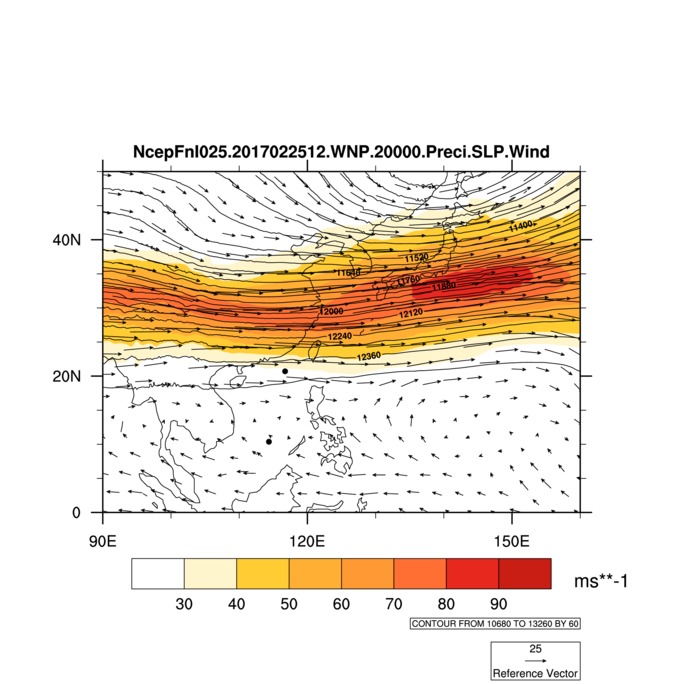 NcepFnl025.2017022512.WNP.20000.Preci.SLP.Wind
40N
20N
0
90E 120E 150E
11400
11520
11640
11760
11880
12000
12120
12240
12360
30 40 50 60 70 80 90
ms**-1
CONTOUR FROM 10680 TO 13260 BY 60
25
Reference Vector